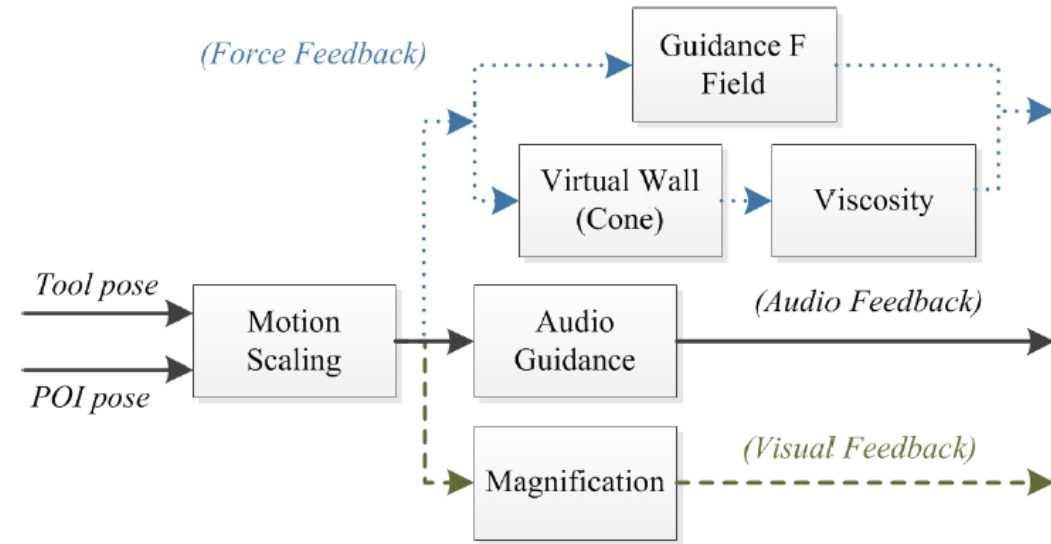 (Force Feedback)
Guidance F
Field
Virtual Wall
(Cone)
Viscosity
Tool pose
POI pose
Motion
Scaling
Audio
Guidance
(Audio Feedback)
Magnification
(Visual Feedback)